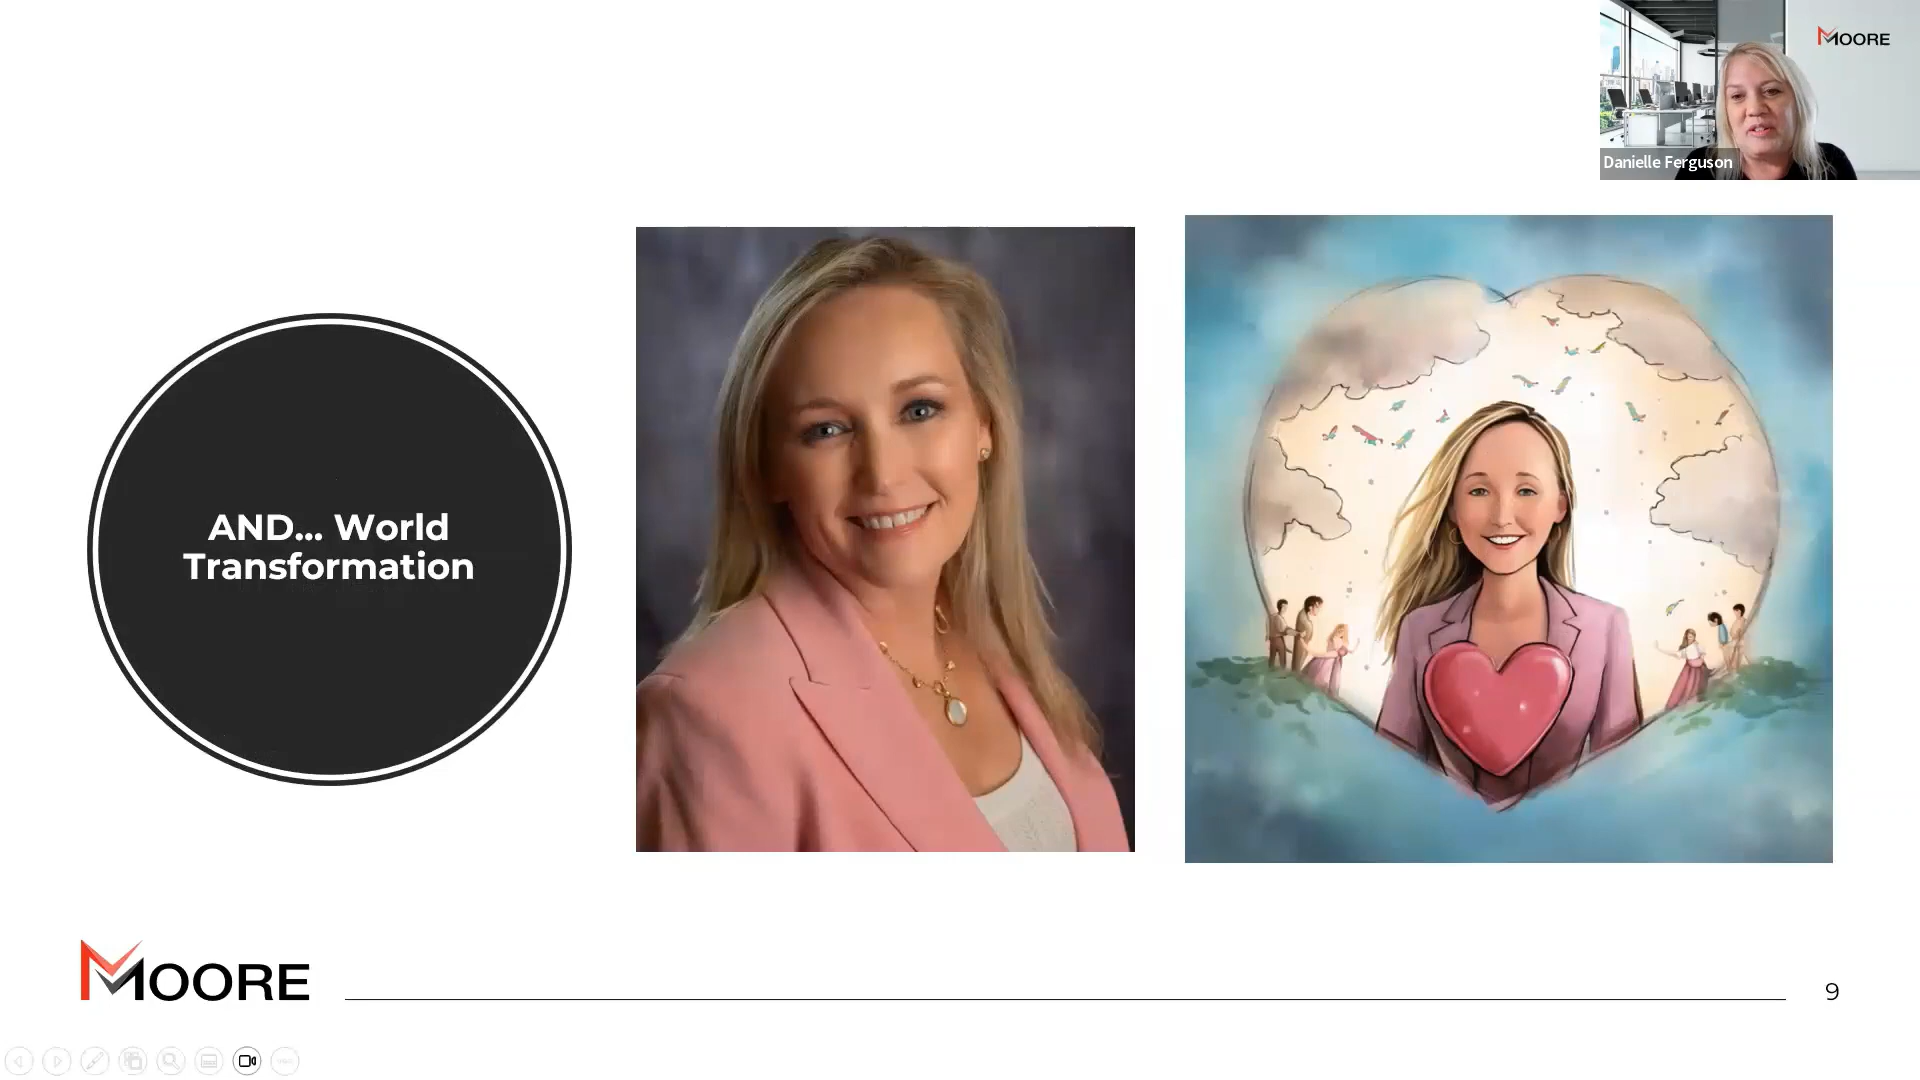 MOORE
Danielle Ferguson
AND... World
Transformation
MOORE
9